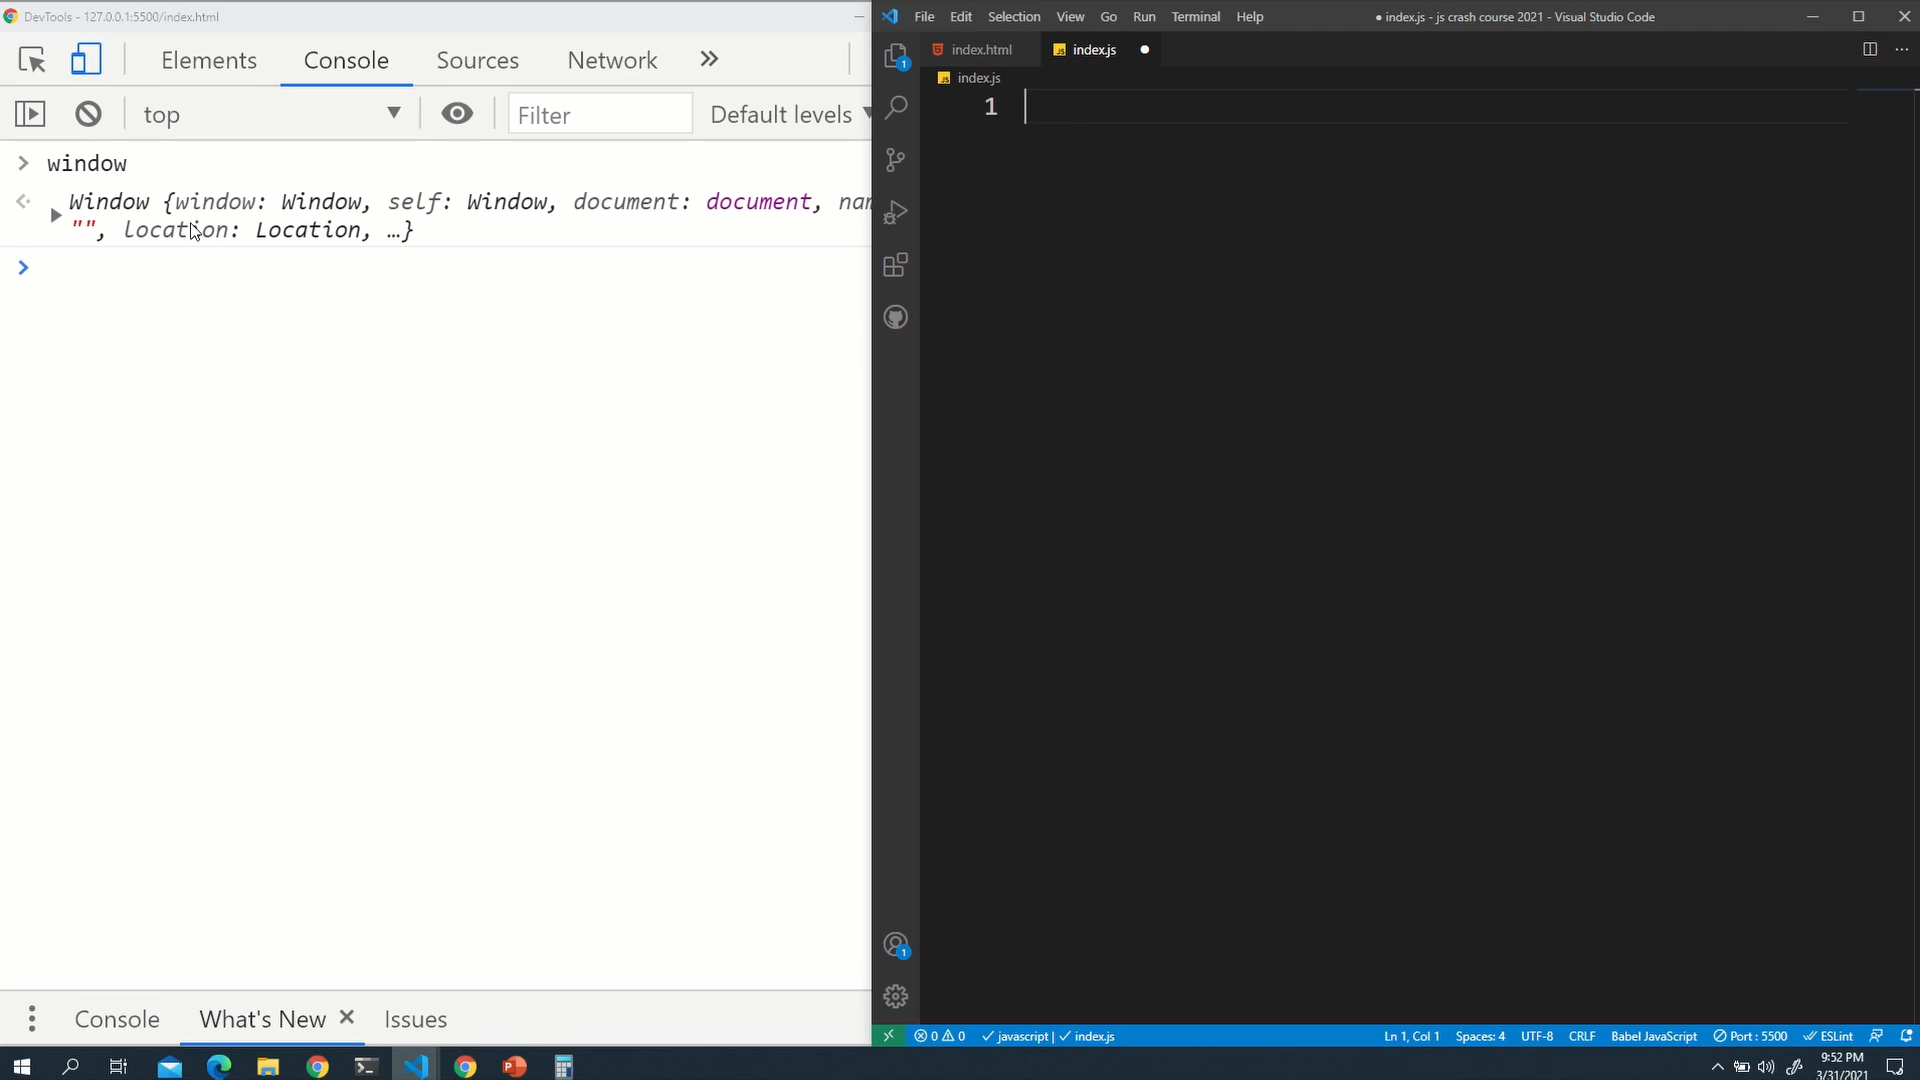 DevTools - 127.0.0.1:5500/index.html
Elements Console Sources Network
top Filter Default levels
window
Window {window: Window, self: Window, document: document, nam
"", location: Location, …}
Console What's New Issues
File Edit Selection View Go Run Terminal Help
● index.js - js crash course 2021 - Visual Studio Code
index.html index.js
index.js
1
1
1
0 0 javascript | index.js
Ln 1, Col 1 Spaces: 4 UTF-8 CRLF Babel JavaScript Port : 5500 ESLint
9:52 PM
3/31/2021